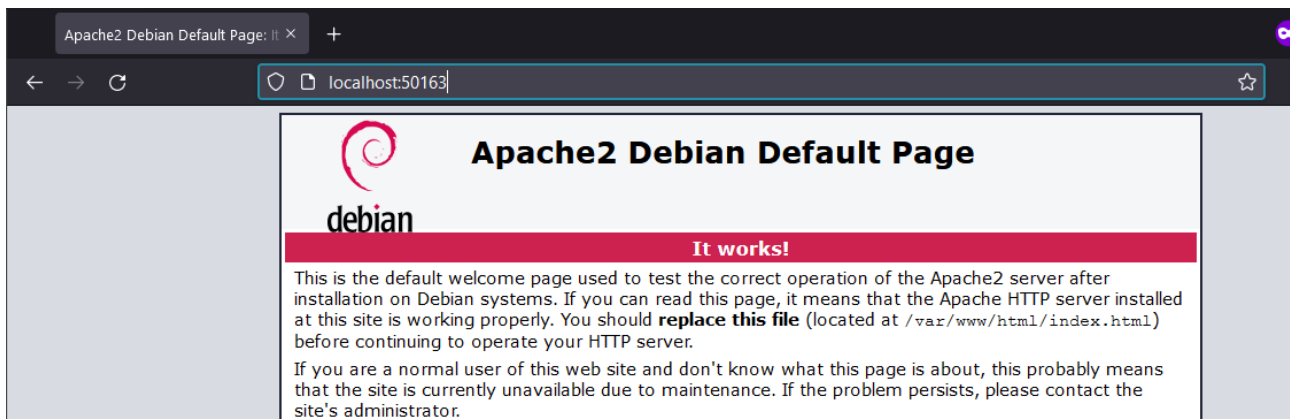 Apache2 Debian Default Page: It
localhost:50163
debian
Apache2 Debian Default Page
It works!
This is the default welcome page used to test the correct operation of the Apache2 server after
installation on Debian systems. If you can read this page, it means that the Apache HTTP server installed
at this site is working properly. You should replace this file (located at /var/www/html/index.html)
before continuing to operate your HTTP server.
If you are a normal user of this web site and don't know what this page is about, this probably means
that the site is currently unavailable due to maintenance. If the problem persists, please contact the
site's administrator.